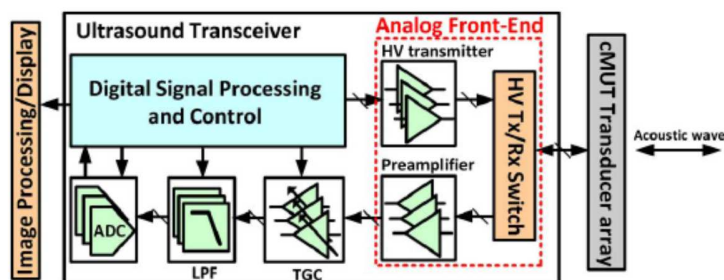 Ultrasound Transceiver
Analog Front-End
HV transmitter
Digital Signal Processing
and Control
Image Processing/Display
HV Tx/Rx Switch
cMUT Transducer array
Acoustic wave
Preamplifier
ADC
LPF
TGC